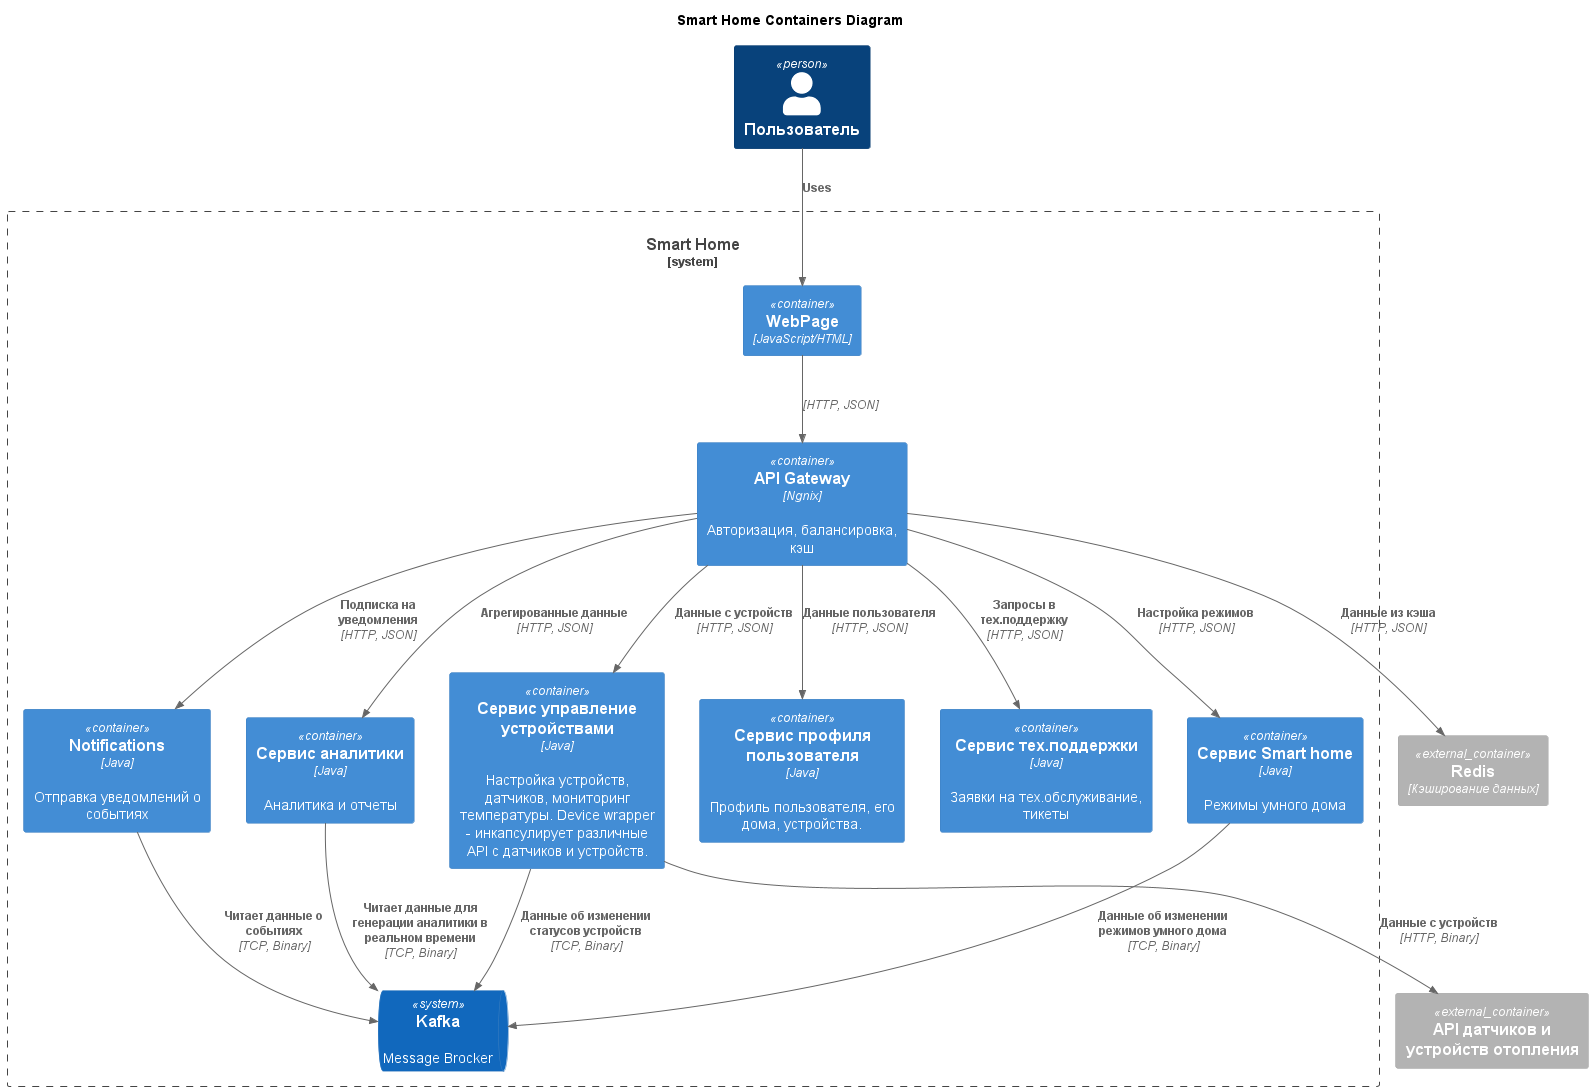 Smart Home Containers Diagram
«person»
Пользователь
Uses
Smart Home
[system]
«container»
WebPage
[JavaScript/HTML]
[HTTP, JSON]
«container»
API Gateway
[Ngnix]
Авторизация, балансировка,
кэш
Подписка на
уведомления
[HTTP, JSON]
Агрегированные данные
[HTTP, JSON]
Данные с устройств
[HTTP, JSON]
Данные пользователя
[HTTP, JSON]
Запросы в
тех.поддержку
[HTTP, JSON]
Настройка режимов
[HTTP, JSON]
Данные из кэша
[HTTP, JSON]
«container»
Notifications
[Java]
Отправка уведомлений о
событиях
«container»
Сервис аналитики
[Java]
Аналитика и отчеты
«container»
Сервис управление
устройствами
[Java]
Настройка устройств,
датчиков, мониторинг
температуры. Device wrapper
- инкапсулирует различные
API с датчиков и устройств.
«container»
Сервис профиля
пользователя
[Java]
Профиль пользователя, его
дома, устройства.
«container»
Сервис тех.поддержки
[Java]
Заявки на тех.обслуживание,
тикеты
«container»
Сервис Smart home
[Java]
Режимы умного дома
«external_container»
Redis
[Кэширование данных]
Читает данные о
событиях
[TCP, Binary]
Читает данные для
генерации аналитики в
реальном времени
[TCP, Binary]
Данные об изменении
статусов устройств
[TCP, Binary]
Данные об изменении
режимов умного дома
[TCP, Binary]
Данные с устройств
[HTTP, Binary]
«system»
Kafka
Message Brocker
«external_container»
API датчиков и
устройств отопления